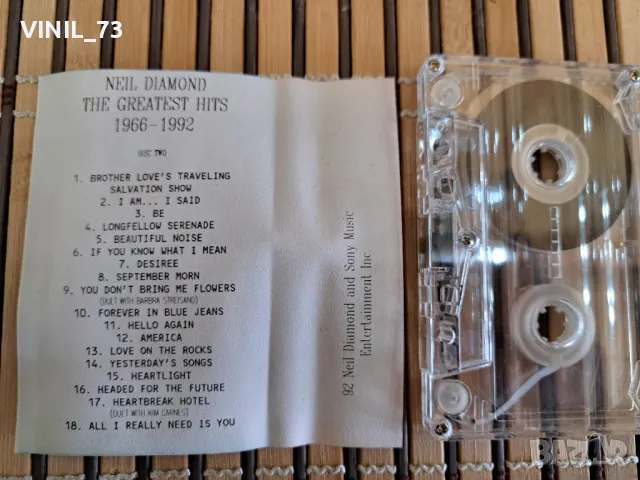 VINIL_73
NEIL DIAMOND
THE GREATEST HITS
1966-1992
DISC TWO
1. BROTHER LOVE'S TRAVELING
SALVATION SHOW
2. I AM... I SAID
3. BE
4. LONGFELLOW SERENADE
5. BEAUTIFUL NOISE
6. IF YOU KNOW WHAT I MEAN
7. DESIREE
8. SEPTEMBER MORN
9. YOU DON'T BRING ME FLOWERS
(DUET WITH BARBRA STREISAND)
10. FOREVER IN BLUE JEANS
11. HELLO AGAIN
12. AMERICA
13. LOVE ON THE ROCKS
14. YESTERDAY'S SONGS
15. HEARTLIGHT
16. HEADED FOR THE FUTURE
17. HEARTBREAK HOTEL
(DUET WITH KIM CARNES)
18. ALL I REALLY NEED IS YOU
92 Neil Diamond and Sony Music
Entertainment Inc
BAZAR